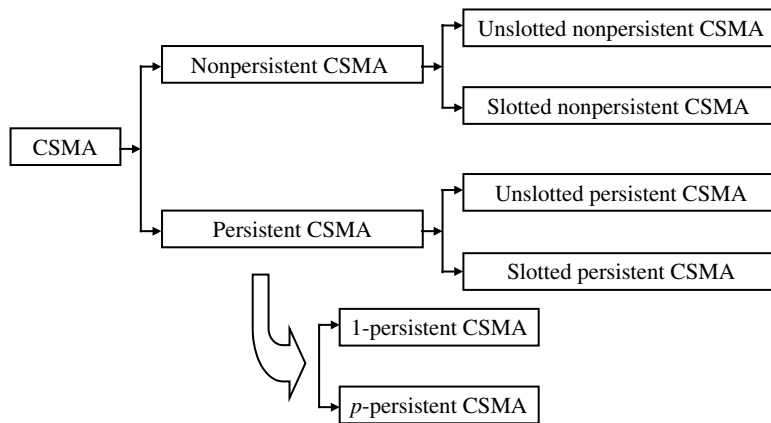 Unslotted nonpersistent CSMA
Nonpersistent CSMA
Slotted nonpersistent CSMA
CSMA
Unslotted persistent CSMA
Persistent CSMA
Slotted persistent CSMA
1-persistent CSMA
p-persistent CSMA